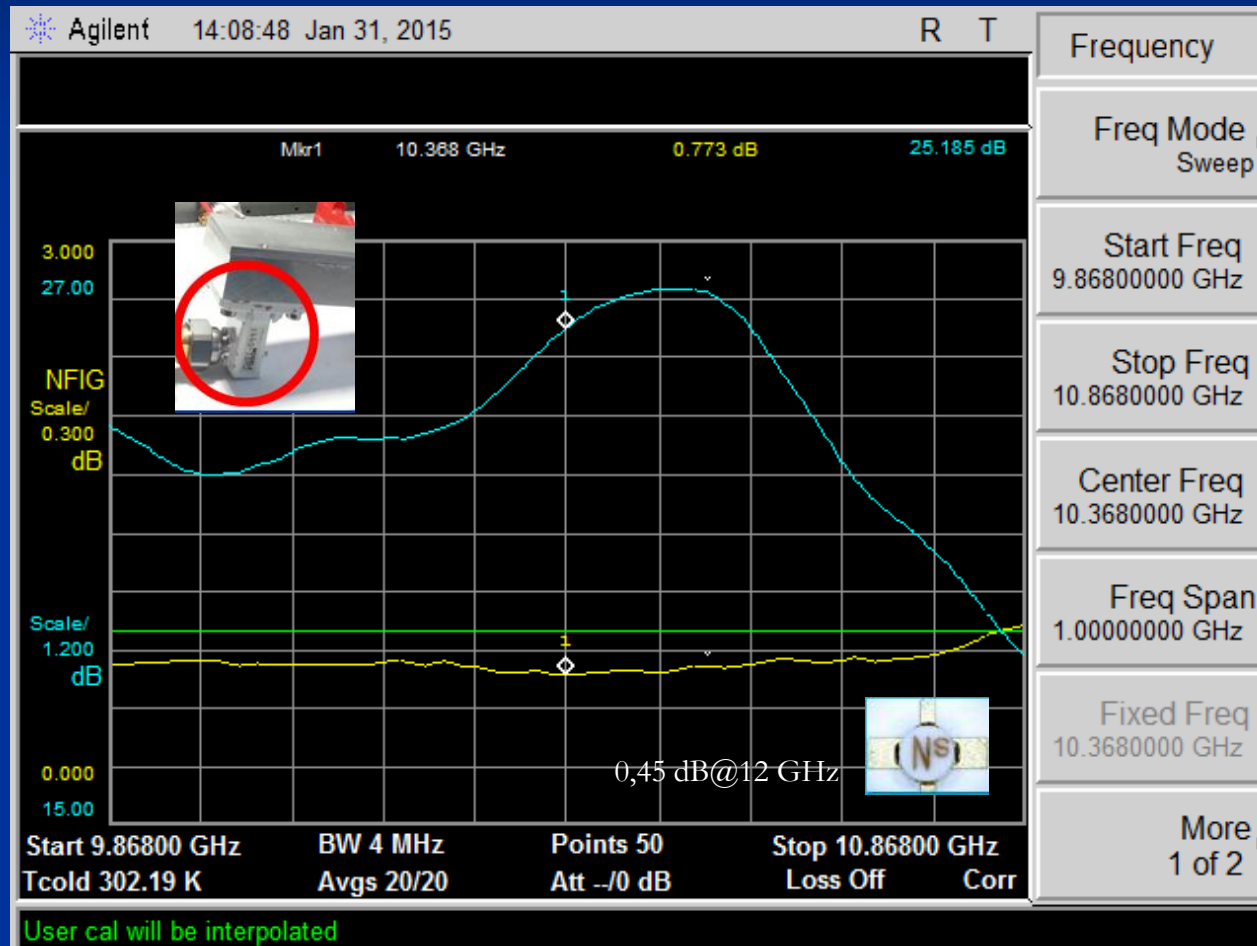 Agilent 14:08:48 Jan 31, 2015 R T
Frequency
Freq Mode
Sweep
Start Freq
9.86800000 GHz
Stop Freq
10.8680000 GHz
Center Freq
10.3680000 GHz
Freq Span
1.00000000 GHz
Fixed Freq
10.3680000 GHz
More
1 of 2
Mkr1 10.368 GHz 0.773 dB 25.185 dB
3.000
27.00
NFIG
Scale/
0.300
dB
1
Scale/
1.200
dB
1
NS
0,45 dB@12 GHz
0.000
15.00
Start 9.86800 GHz BW 4 MHz Points 50 Stop 10.86800 GHz
Tcold 302.19 K Avgs 20/20 Att --/0 dB Loss Off Corr
User cal will be interpolated